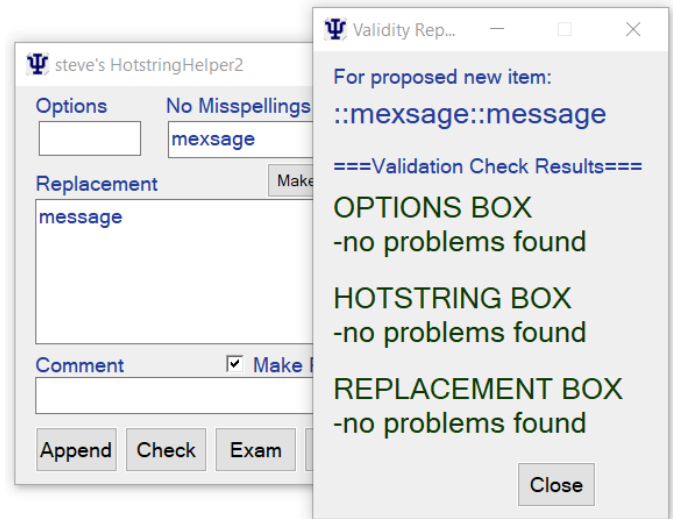 steve's HotstringHelper2
Options No Misspellings
mexsage
Replacement Make
message
Comment Make
Append Check Exam
Validity Rep...
For proposed new item:
::mexsage::message
===Validation Check Results===
OPTIONS BOX
-no problems found
HOTSTRING BOX
-no problems found
REPLACEMENT BOX
-no problems found
Close